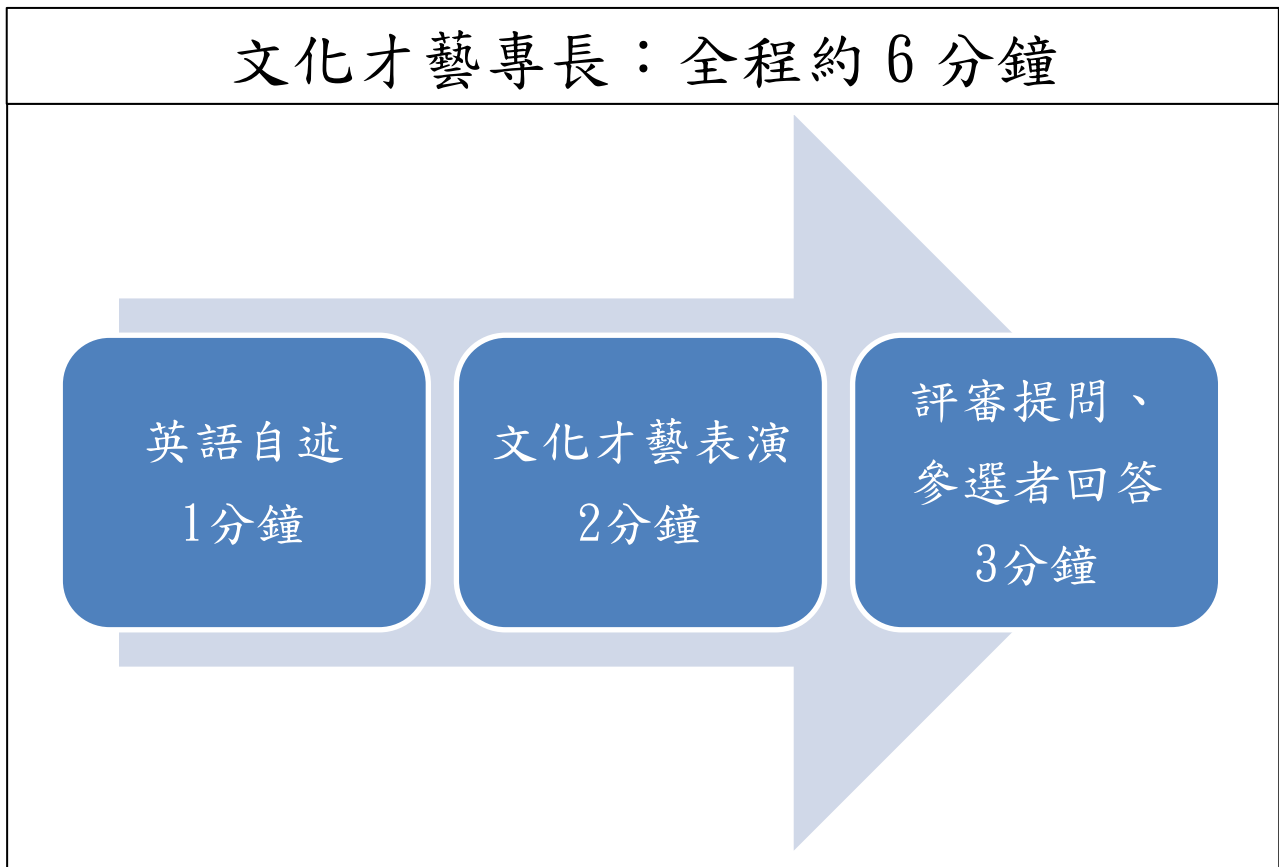 文化才藝專長：全程約 6 分鐘
英語自述
1分鐘
文化才藝表演
2分鐘
評審提問、
參選者回答
3分鐘